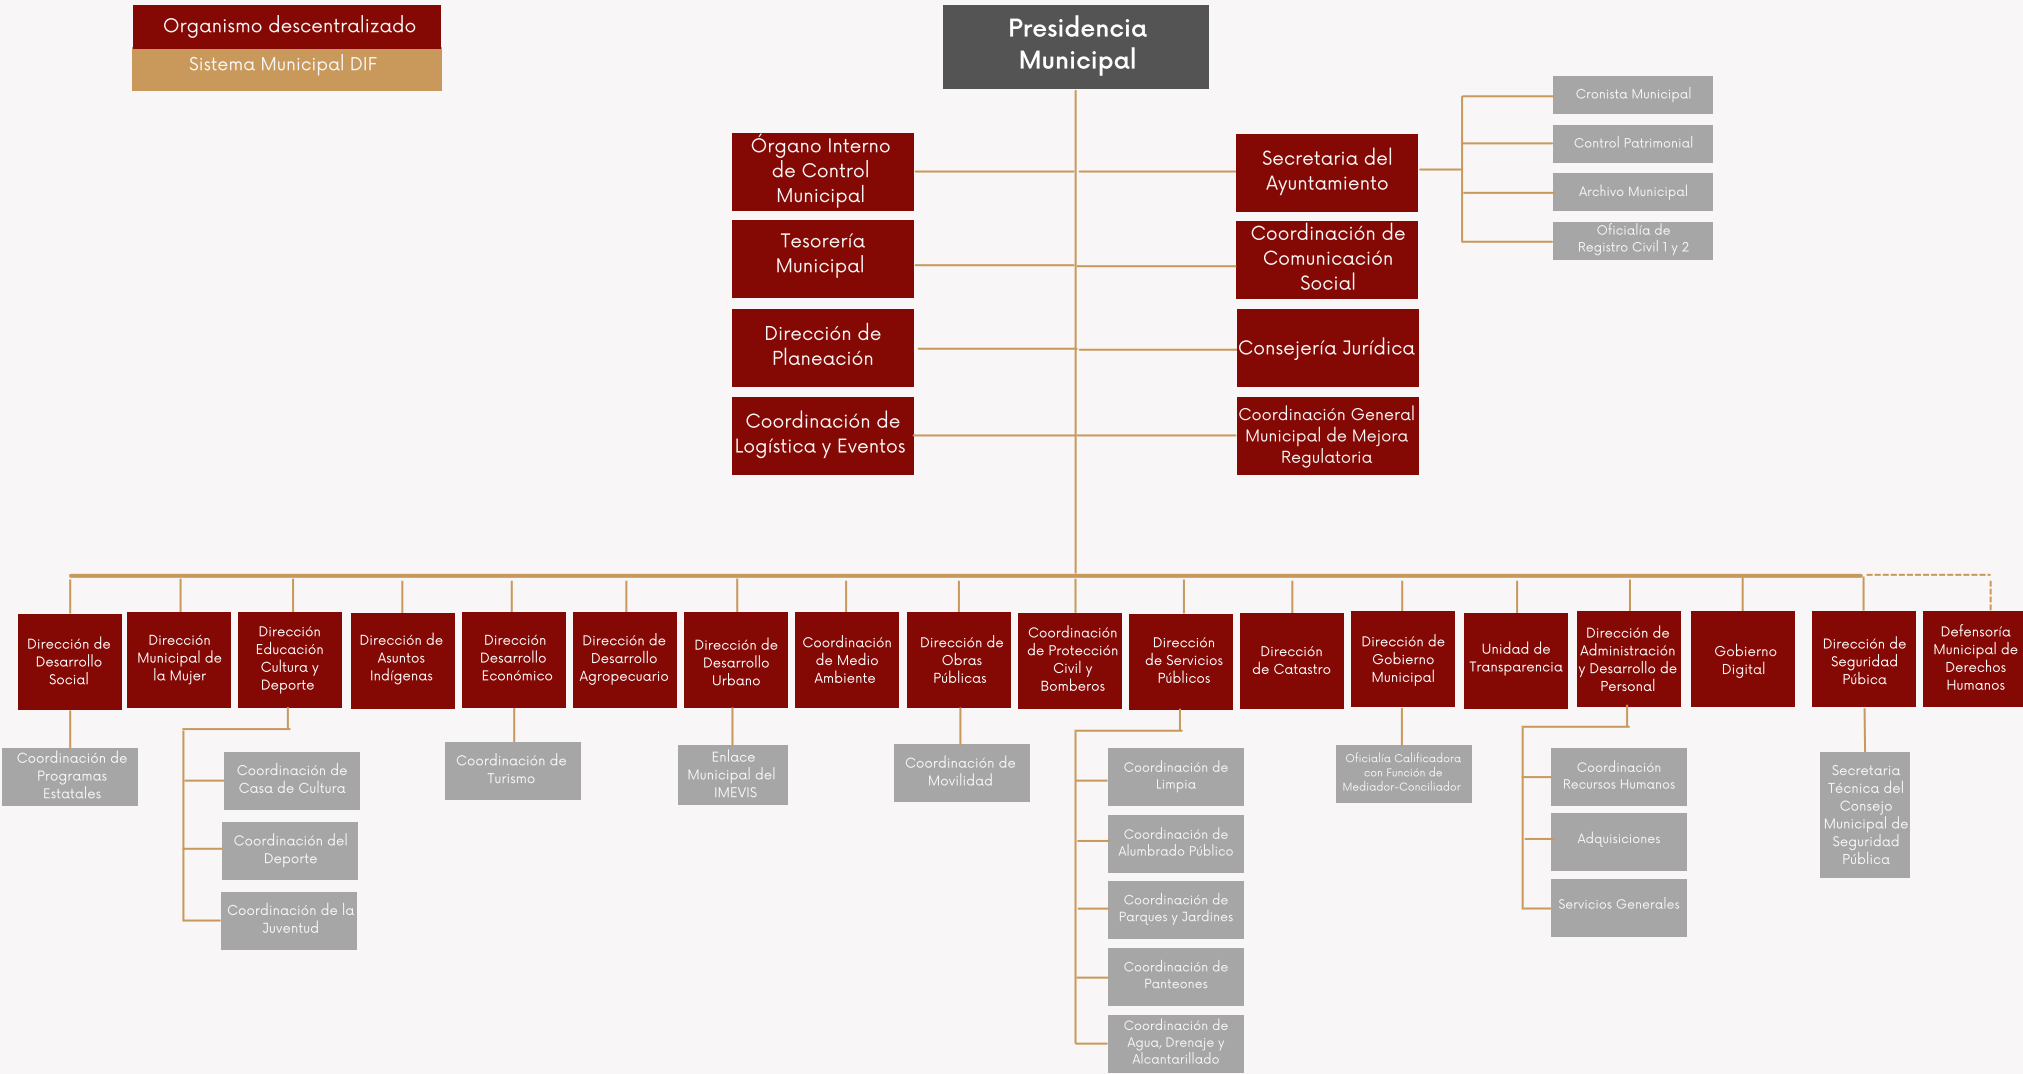 Organismo descentralizado
Sistema Municipal DIF
Presidencia
Municipal
Órgano Interno
de Control
Municipal
Secretaria del
Ayuntamiento
Cronista Municipal
Control Patrimonial
Archivo Municipal
Oficialía de
Registro Civil 1 y 2
Tesorería
Municipal
Coordinación de
Comunicación
Social
Dirección de
Planeación
Consejería Jurídica
Coordinación de
Logística y Eventos
Coordinación General
Municipal de Mejora
Regulatoria
Dirección de
Desarrollo
Social
Dirección
Municipal de
la Mujer
Dirección
Educación
Cultura y
Deporte
Dirección de
Asuntos
Indígenas
Dirección
Desarrollo
Económico
Dirección de
Desarrollo
Agropecuario
Dirección de
Desarrollo
Urbano
Coordinación
de Medio
Ambiente
Dirección de
Obras
Públicas
Coordinación
de Protección
Civil y
Bomberos
Dirección
de Servicios
Públicos
Dirección
de Catastro
Dirección de
Gobierno
Municipal
Unidad de
Transparencia
Dirección de
Administración
y Desarrollo de
Personal
Gobierno
Digital
Dirección de
Seguridad
Púbica
Defensoría
Municipal de
Derechos
Humanos
Coordinación de
Programas
Estatales
Coordinación de
Casa de Cultura
Coordinación del
Deporte
Coordinación de la
Juventud
Coordinación de
Turismo
Enlace
Municipal del
IMEVIS
Coordinación de
Movilidad
Coordinación de
Limpia
Coordinación de
Alumbrado Público
Coordinación de
Parques y Jardines
Coordinación de
Panteones
Coordinación de
Agua, Drenaje y
Alcantarillado
Oficialía Calificadora
con Función de
Mediador-Conciliador
Coordinación
Recursos Humanos
Adquisiciones
Servicios Generales
Secretaria
Técnica del
Consejo
Municipal de
Seguridad
Pública